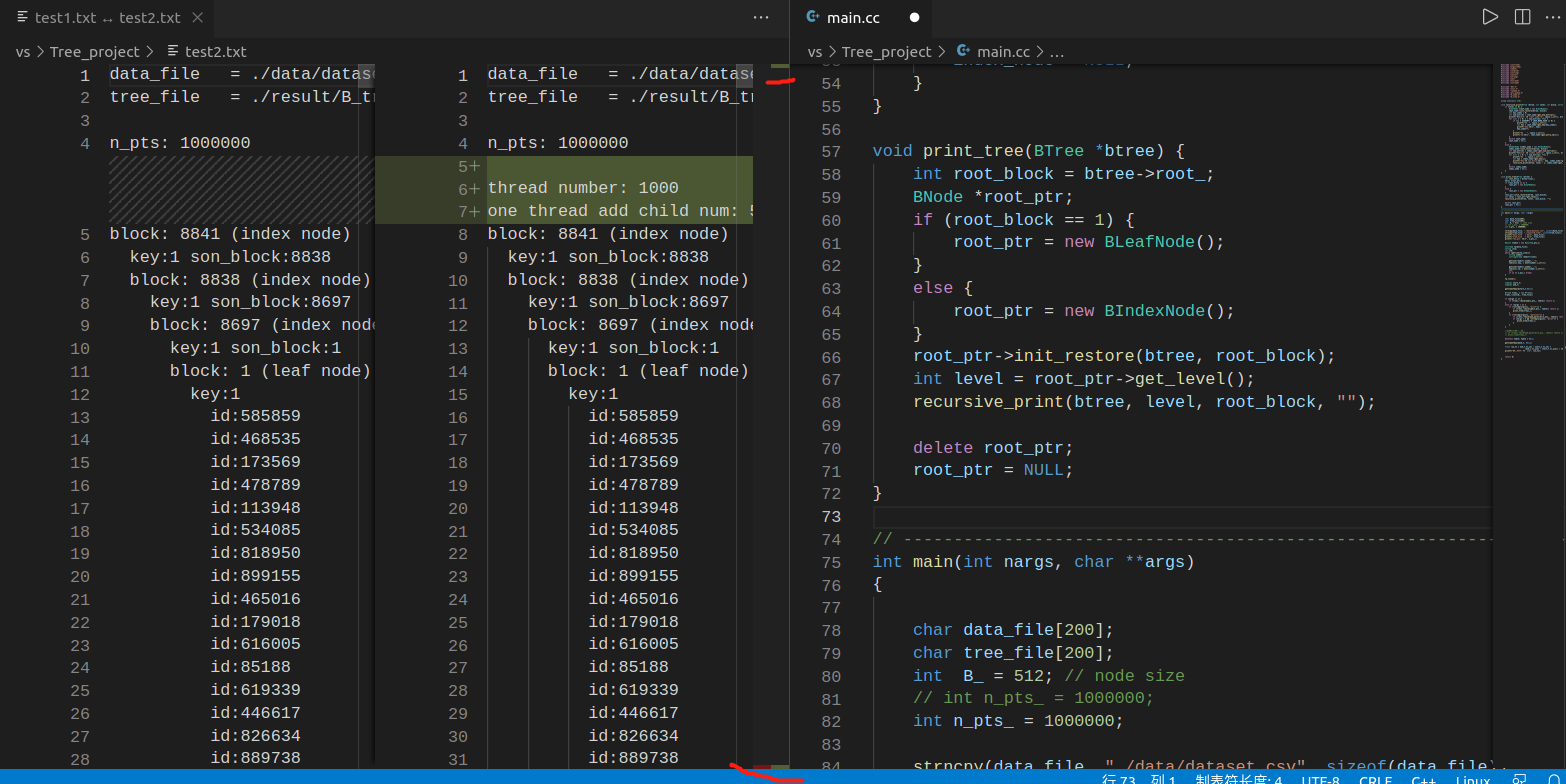 test1.txt ↔ test2.txt
vs > Tree_project > test2.txt
1 data_file = ./data/datase
2 tree_file = ./result/B_tr
3
4 n_pts: 1000000
5 block: 8841 (index node)
6 key:1 son_block:8838
7 block: 8838 (index node)
8 key:1 son_block:8697
9 block: 8697 (index node
10 key:1 son_block:1
11 block: 1 (leaf node)
12 key:1
13 id:585859
14 id:468535
15 id:173569
16 id:478789
17 id:113948
18 id:534085
19 id:818950
20 id:899155
21 id:465016
22 id:179018
23 id:616005
24 id:85188
25 id:619339
26 id:446617
27 id:826634
28 id:889738
1 data_file = ./data/datase
2 tree_file = ./result/B_tr
3
4 n_pts: 1000000
5+
6+ thread number: 1000
7+ one thread add child num: 5
8 block: 8841 (index node)
9 key:1 son_block:8838
10 block: 8838 (index node)
11 key:1 son_block:8697
12 block: 8697 (index node
13 key:1 son_block:1
14 block: 1 (leaf node)
15 key:1
16 id:585859
17 id:468535
18 id:173569
19 id:478789
20 id:113948
21 id:534085
22 id:818950
23 id:899155
24 id:465016
25 id:179018
26 id:616005
27 id:85188
28 id:619339
29 id:446617
30 id:826634
31 id:889738
main.cc
vs > Tree_project > main.cc > ...
54 }
55 }
56
57 void print_tree(BTree *btree) {
58 int root_block = btree->root_;
59 BNode *root_ptr;
60 if (root_block == 1) {
61 root_ptr = new BLeafNode();
62 }
63 else {
64 root_ptr = new BIndexNode();
65 }
66 root_ptr->init_restore(btree, root_block);
67 int level = root_ptr->get_level();
68 recursive_print(btree, level, root_block, "");
69
70 delete root_ptr;
71 root_ptr = NULL;
72 }
73
74 // ----------------------------------------------------------
75 int main(int nargs, char **args)
76 {
77
78 char data_file[200];
79 char tree_file[200];
80 int B_ = 512; // node size
81 // int n_pts_ = 1000000;
82 int n_pts_ = 1000000;
83
84 strncpy(data_file, "./data/dataset.csv", sizeof(data_file)
行 73, 列 1 制表符长度: 4 UTF-8 CRLF C++ Linux